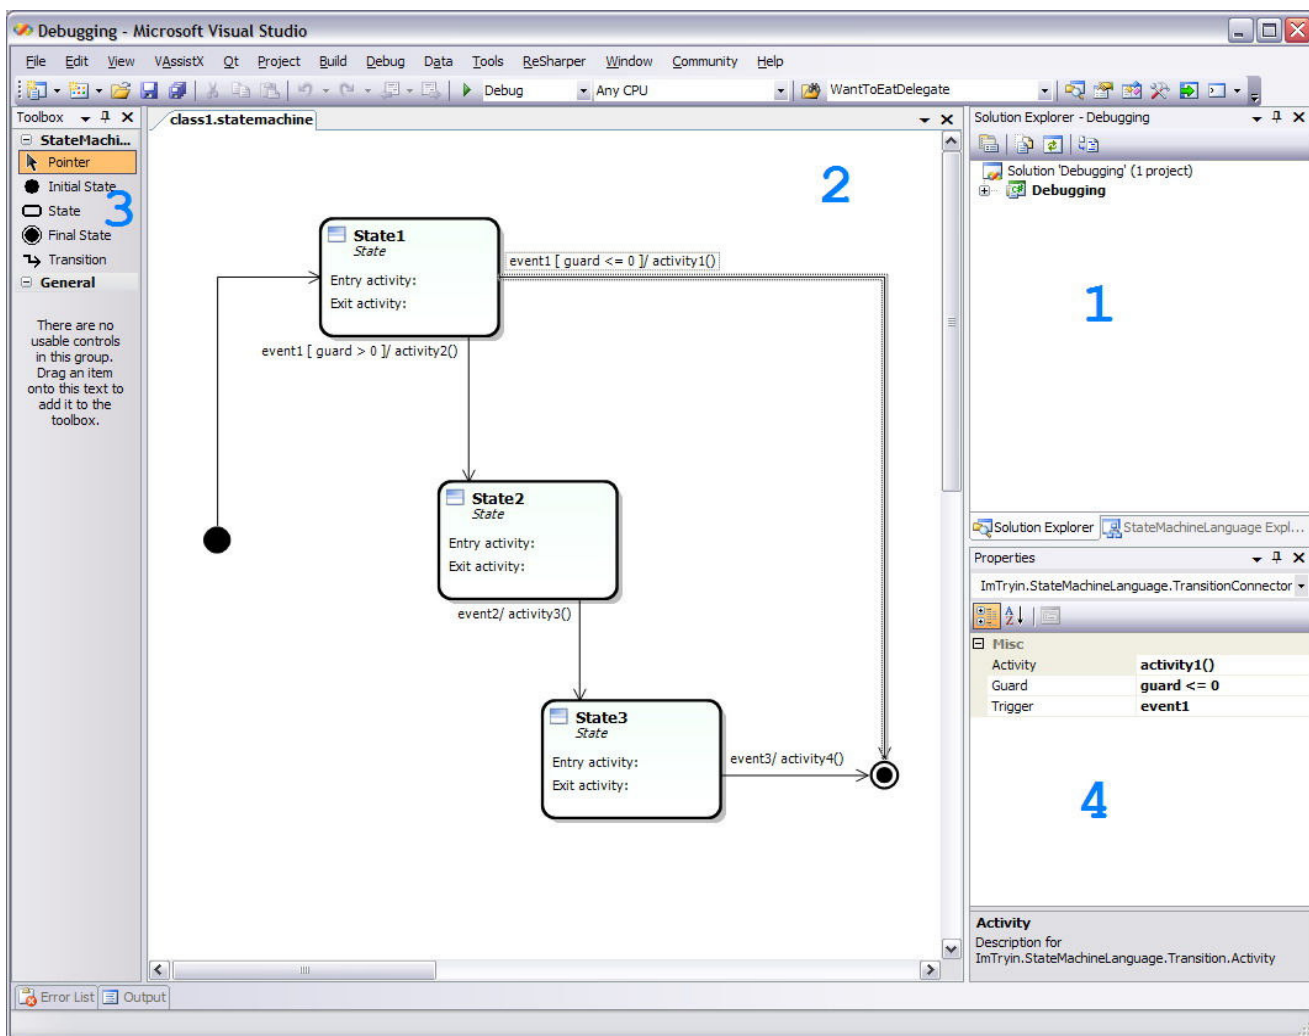 Debugging - Microsoft Visual Studio
File Edit View VAssistX Qt Project Build Debug Data Tools ReSharper Window Community Help
Debug Any CPU WantToEatDelegate
Toolbox
StateMachi...
Pointer
Initial State
State
Final State
Transition
General
There are no
usable controls
in this group.
Drag an item
onto this text to
add it to the
toolbox.
3
class1.statemachine
2
State1
State
Entry activity:
Exit activity:
event1 [ guard <= 0 ]/ activity1()
event1 [ guard > 0 ]/ activity2()
State2
State
Entry activity:
Exit activity:
event2/ activity3()
State3
State
Entry activity:
Exit activity:
event3/ activity4()
Solution Explorer - Debugging
Solution 'Debugging' (1 project)
Debugging
1
Solution Explorer StateMachineLanguage Expl...
Properties
ImTryin.StateMachineLanguage.TransitionConnector
Misc
Activity activity1()
Guard guard <= 0
Trigger event1
4
Activity
Description for
ImTryin.StateMachineLanguage.Transition.Activity
Error List Output